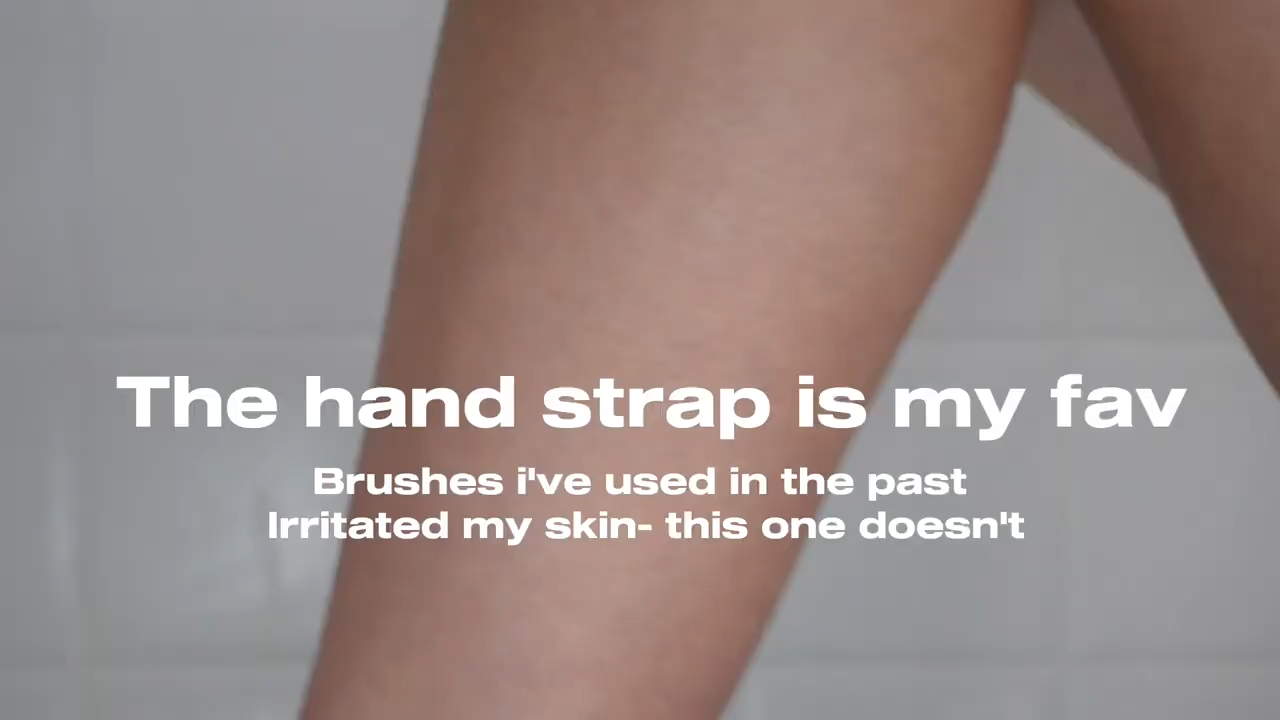 The hand strap is my fav
Brushes i've used in the past
Irritated my skin- this one doesn't